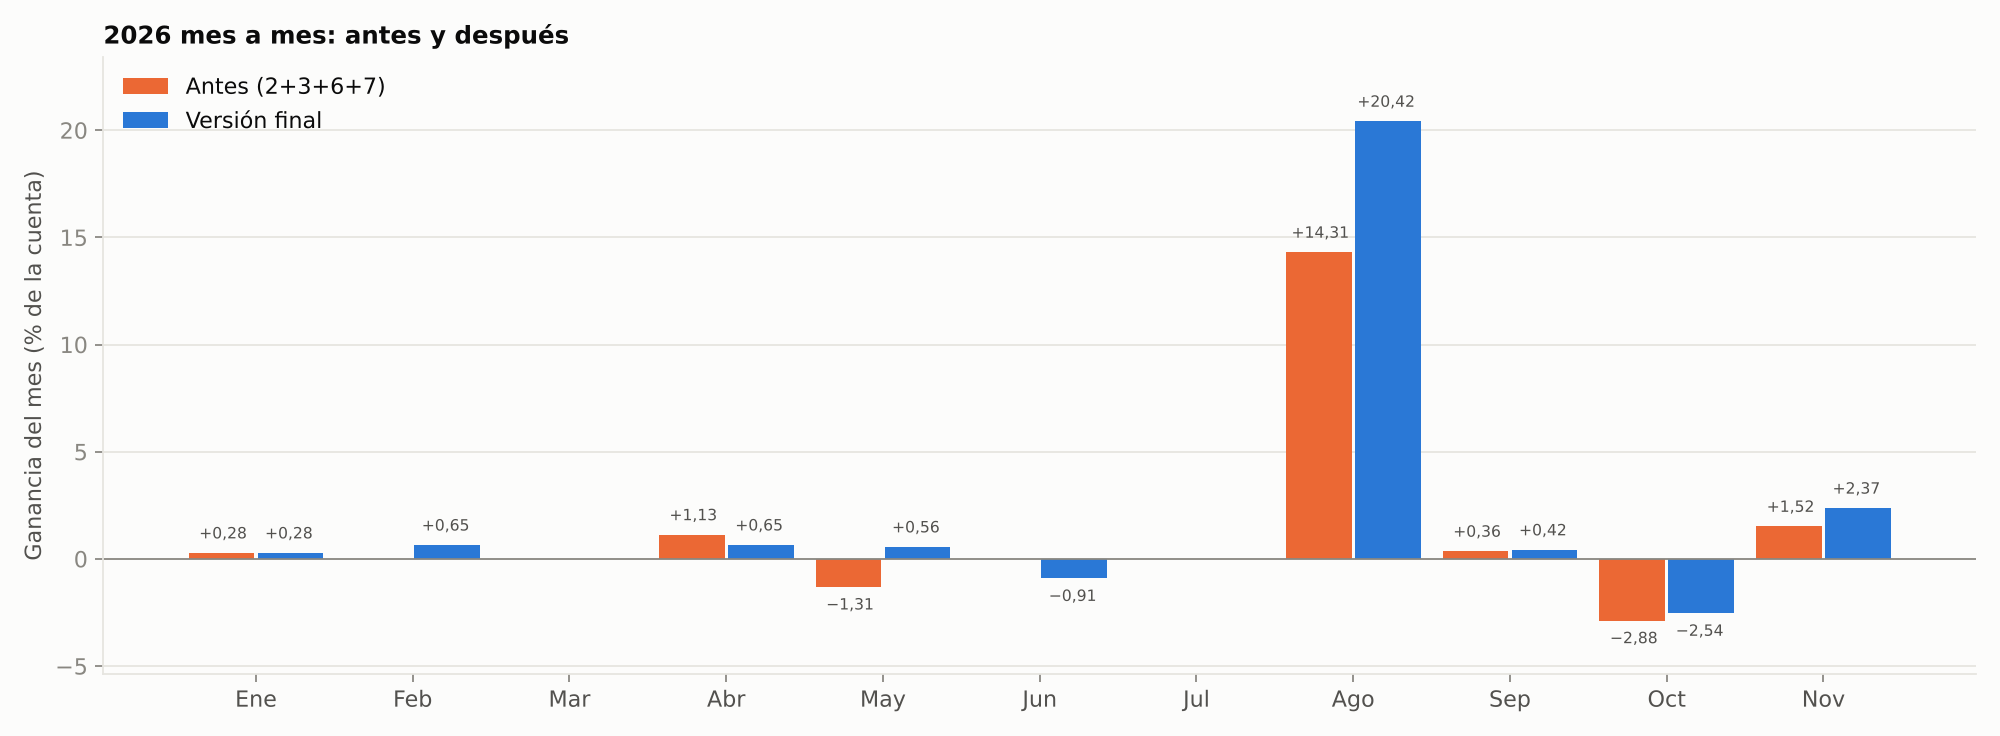 2026 mes a mes: antes y después
Antes (2+3+6+7)
Versión final
Ganancia del mes (% de la cuenta)
20
15
10
5
0
−5
+0,28
+0,28
+0,65
+1,13
+0,65
−1,31
+0,56
−0,91
+14,31
+20,42
+0,36
+0,42
−2,88
−2,54
+1,52
+2,37
Ene
Feb
Mar
Abr
May
Jun
Jul
Ago
Sep
Oct
Nov